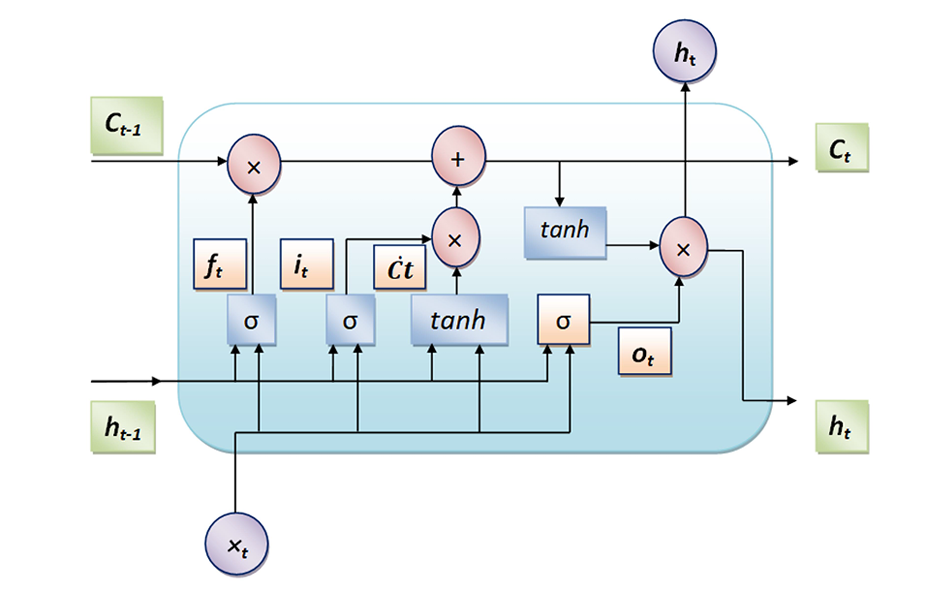 hₜ
Cₜ₋₁
Cₜ
×
+
×
tanh
×
fₜ
iₜ
Ċt
σ
σ
tanh
σ
oₜ
hₜ₋₁
hₜ
xₜ